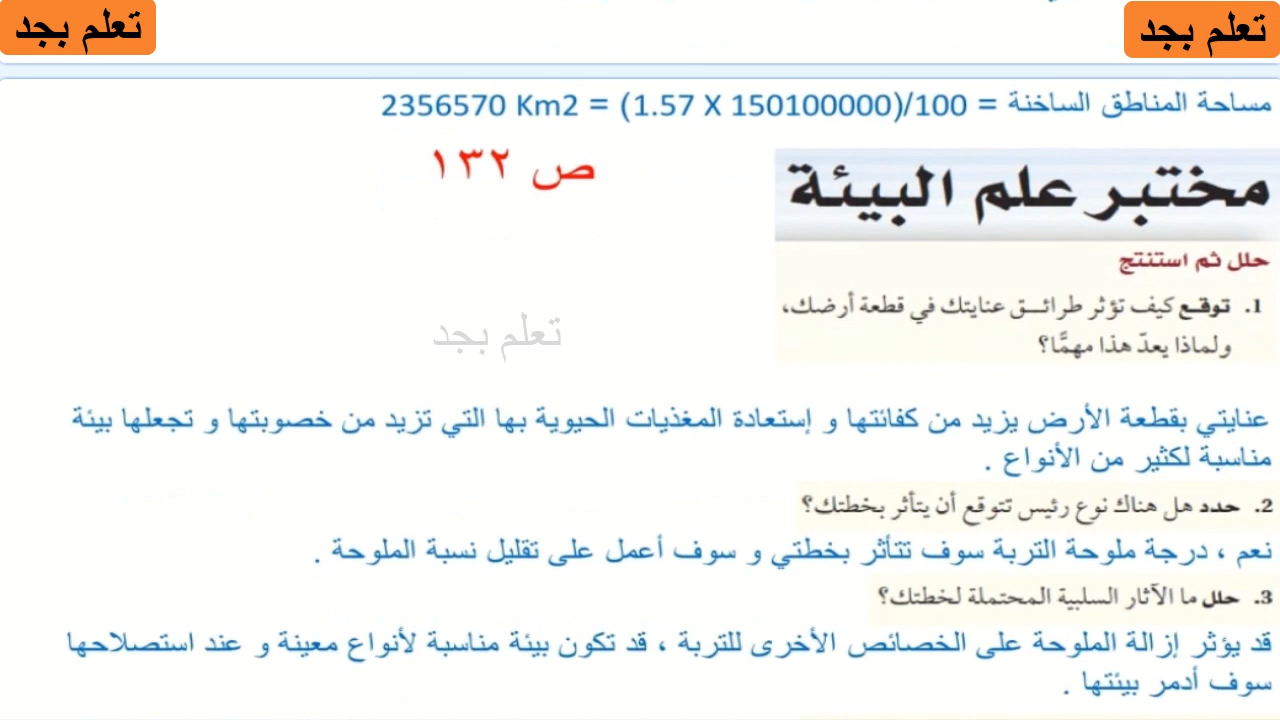 تعلم بجد
تعلم بجد
مساحة المناطق الساخنة = 100/(1.57 X 150100000) = 2356570 Km2
ص ١٣٢
مختبر علم البيئة
حلل ثم استنتج
1. توقع كيف تؤثر طرائق عنايتك في قطعة أرضك،
ولماذا يعدّ هذا مهمًّا؟
تعلم بجد
عنايتي بقطعة الأرض يزيد من كفائتها و إستعادة المغذيات الحيوية بها التي تزيد من خصوبتها و تجعلها بيئة
مناسبة لكثير من الأنواع .
2. حدد هل هناك نوع رئيس تتوقع أن يتأثر بخطتك؟
نعم ، درجة ملوحة التربة سوف تتأثر بخطتي و سوف أعمل على تقليل نسبة الملوحة .
3. حلل ما الآثار السلبية المحتملة لخطتك؟
قد يؤثر إزالة الملوحة على الخصائص الأخرى للتربة ، قد تكون بيئة مناسبة لأنواع معينة و عند استصلاحها
سوف أدمر بيئتها .